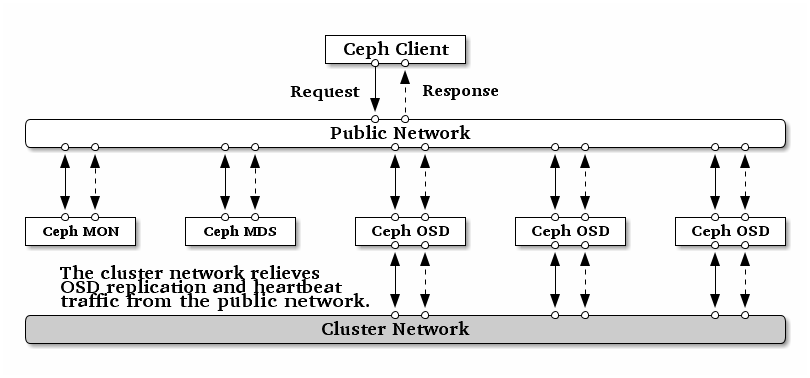 Ceph Client
Request
Response
Public Network
Ceph MON
Ceph MDS
Ceph OSD
Ceph OSD
Ceph OSD
The cluster network relieves
OSD replication and heartbeat
traffic from the public network.
Cluster Network